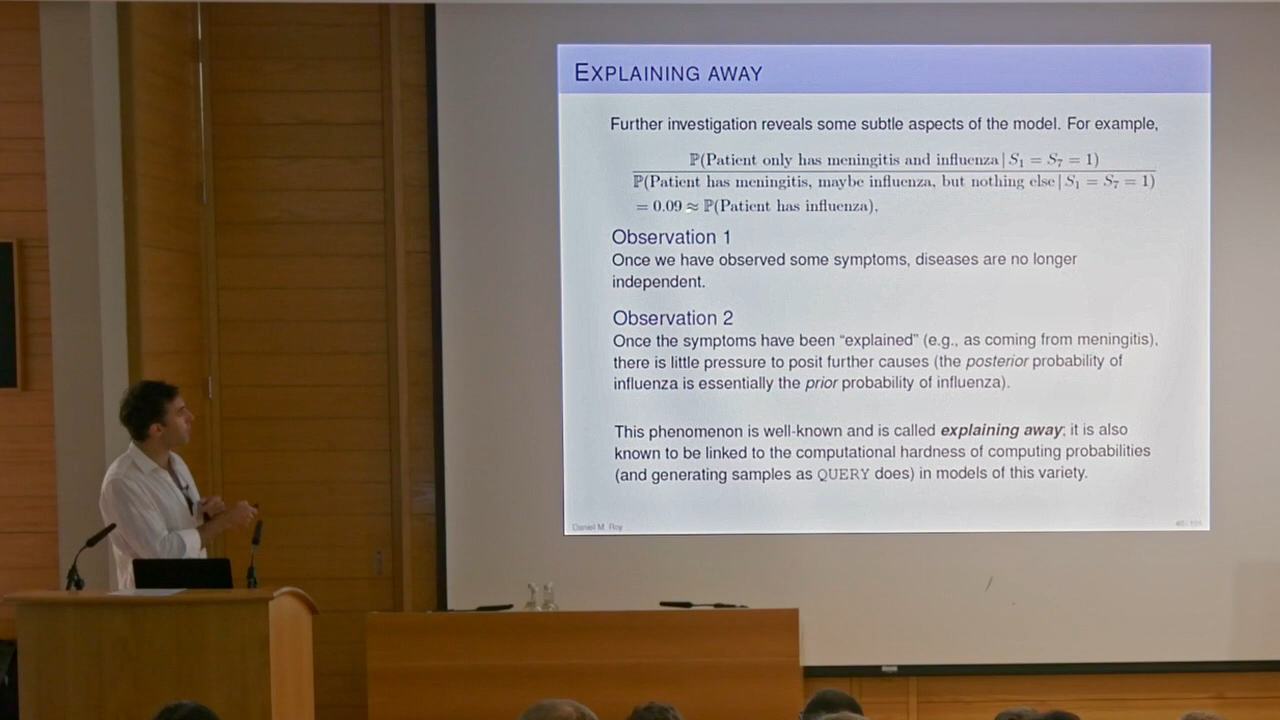 EXPLAINING AWAY
Further investigation reveals some subtle aspects of the model. For example,
ℙ(Patient only has meningitis and influenza | S₁ = S₇ = 1)
ℙ(Patient has meningitis, maybe influenza, but nothing else | S₁ = S₇ = 1)
= 0.09 ≈ ℙ(Patient has influenza),
Observation 1
Once we have observed some symptoms, diseases are no longer
independent.
Observation 2
Once the symptoms have been “explained” (e.g., as coming from meningitis),
there is little pressure to posit further causes (the posterior probability of
influenza is essentially the prior probability of influenza).
This phenomenon is well-known and is called explaining away; it is also
known to be linked to the computational hardness of computing probabilities
(and generating samples as QUERY does) in models of this variety.
Daniel M. Roy